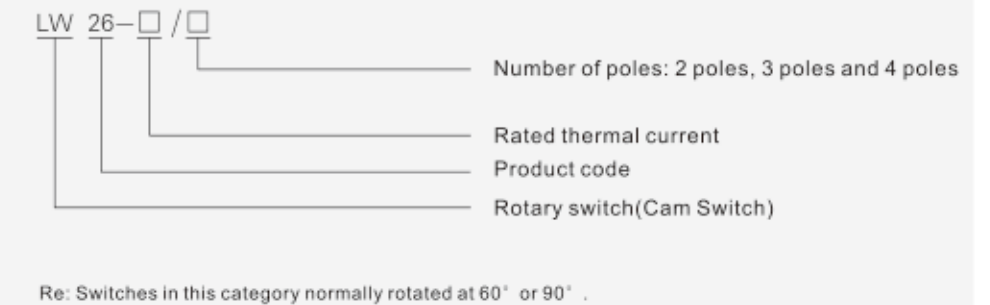 LW 26-□/□
Number of poles: 2 poles, 3 poles and 4 poles
Rated thermal current
Product code
Rotary switch(Cam Switch)
Re: Switches in this category normally rotated at 60° or 90° .